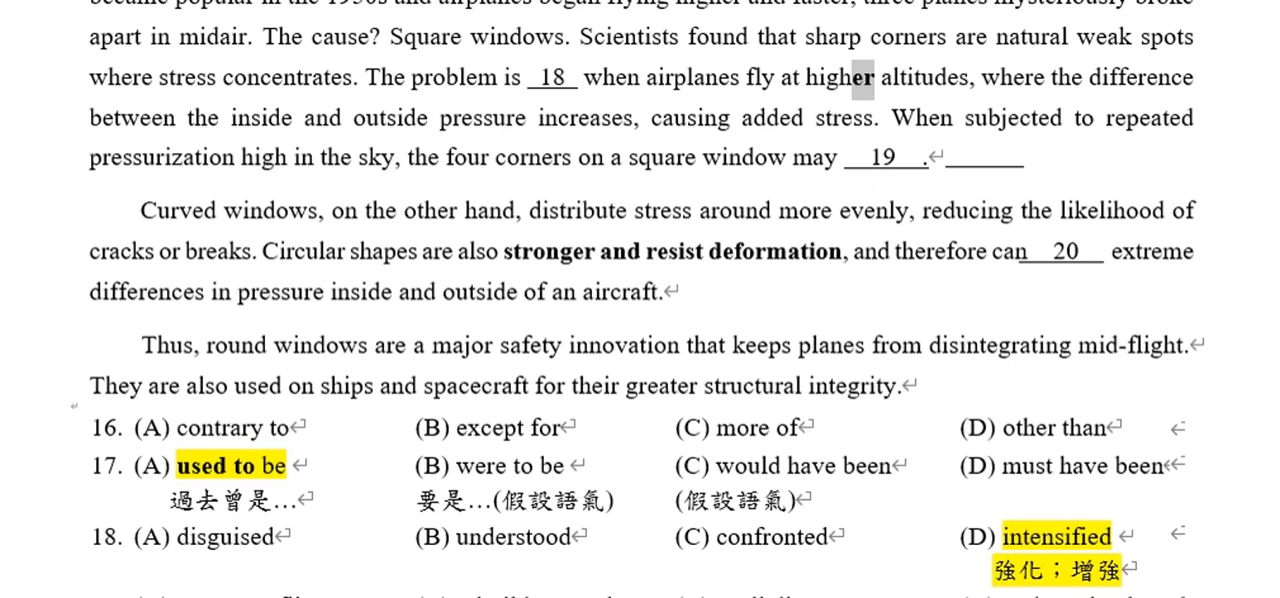 apart in midair. The cause? Square windows. Scientists found that sharp corners are natural weak spots
where stress concentrates. The problem is 18 when airplanes fly at higher altitudes, where the difference
between the inside and outside pressure increases, causing added stress. When subjected to repeated
pressurization high in the sky, the four corners on a square window may 19 .
Curved windows, on the other hand, distribute stress around more evenly, reducing the likelihood of
cracks or breaks. Circular shapes are also stronger and resist deformation, and therefore can 20 extreme
differences in pressure inside and outside of an aircraft.
Thus, round windows are a major safety innovation that keeps planes from disintegrating mid-flight.
They are also used on ships and spacecraft for their greater structural integrity.
16. (A) contrary to (B) except for (C) more of (D) other than
17. (A) used to be (B) were to be (C) would have been (D) must have been
過去曾是… 要是…(假設語氣) (假設語氣)
18. (A) disguised (B) understood (C) confronted (D) intensified
強化；增強